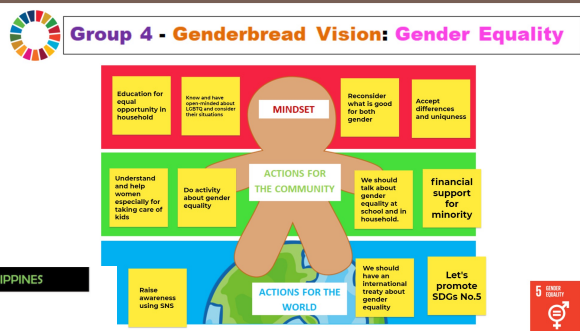 Group 4 - Genderbread Vision: Gender Equality
Education for
equal
opportunity in
household
Know and have
open-minded about
LGBTQ and consider
their situations
MINDSET
Reconsider
what is good
for both
gender
Accept
differences
and uniquness
Understand
and help
women
especially for
taking care of
kids
Do activity
about gender
equality
ACTIONS FOR
THE COMMUNITY
We should
talk about
gender
equality at
school and in
household.
financial
support
for
minority
IPPINES
Raise
awareness
using SNS
ACTIONS FOR THE
WORLD
We should
have an
international
treaty about
gender
equality
Let's
promote
SDGs No.5
5 GENDER
EQUALITY